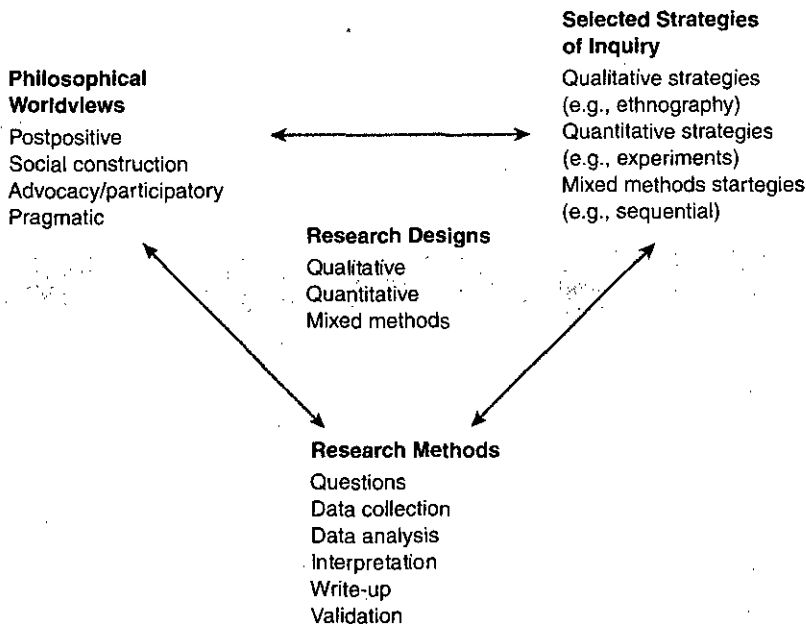 Philosophical
Worldviews
Postpositive
Social construction
Advocacy/participatory
Pragmatic
Selected Strategies
of Inquiry
Qualitative strategies
(e.g., ethnography)
Quantitative strategies
(e.g., experiments)
Mixed methods startegies
(e.g., sequential)
Research Designs
Qualitative
Quantitative
Mixed methods
Research Methods
Questions
Data collection
Data analysis
Interpretation
Write-up
Validation